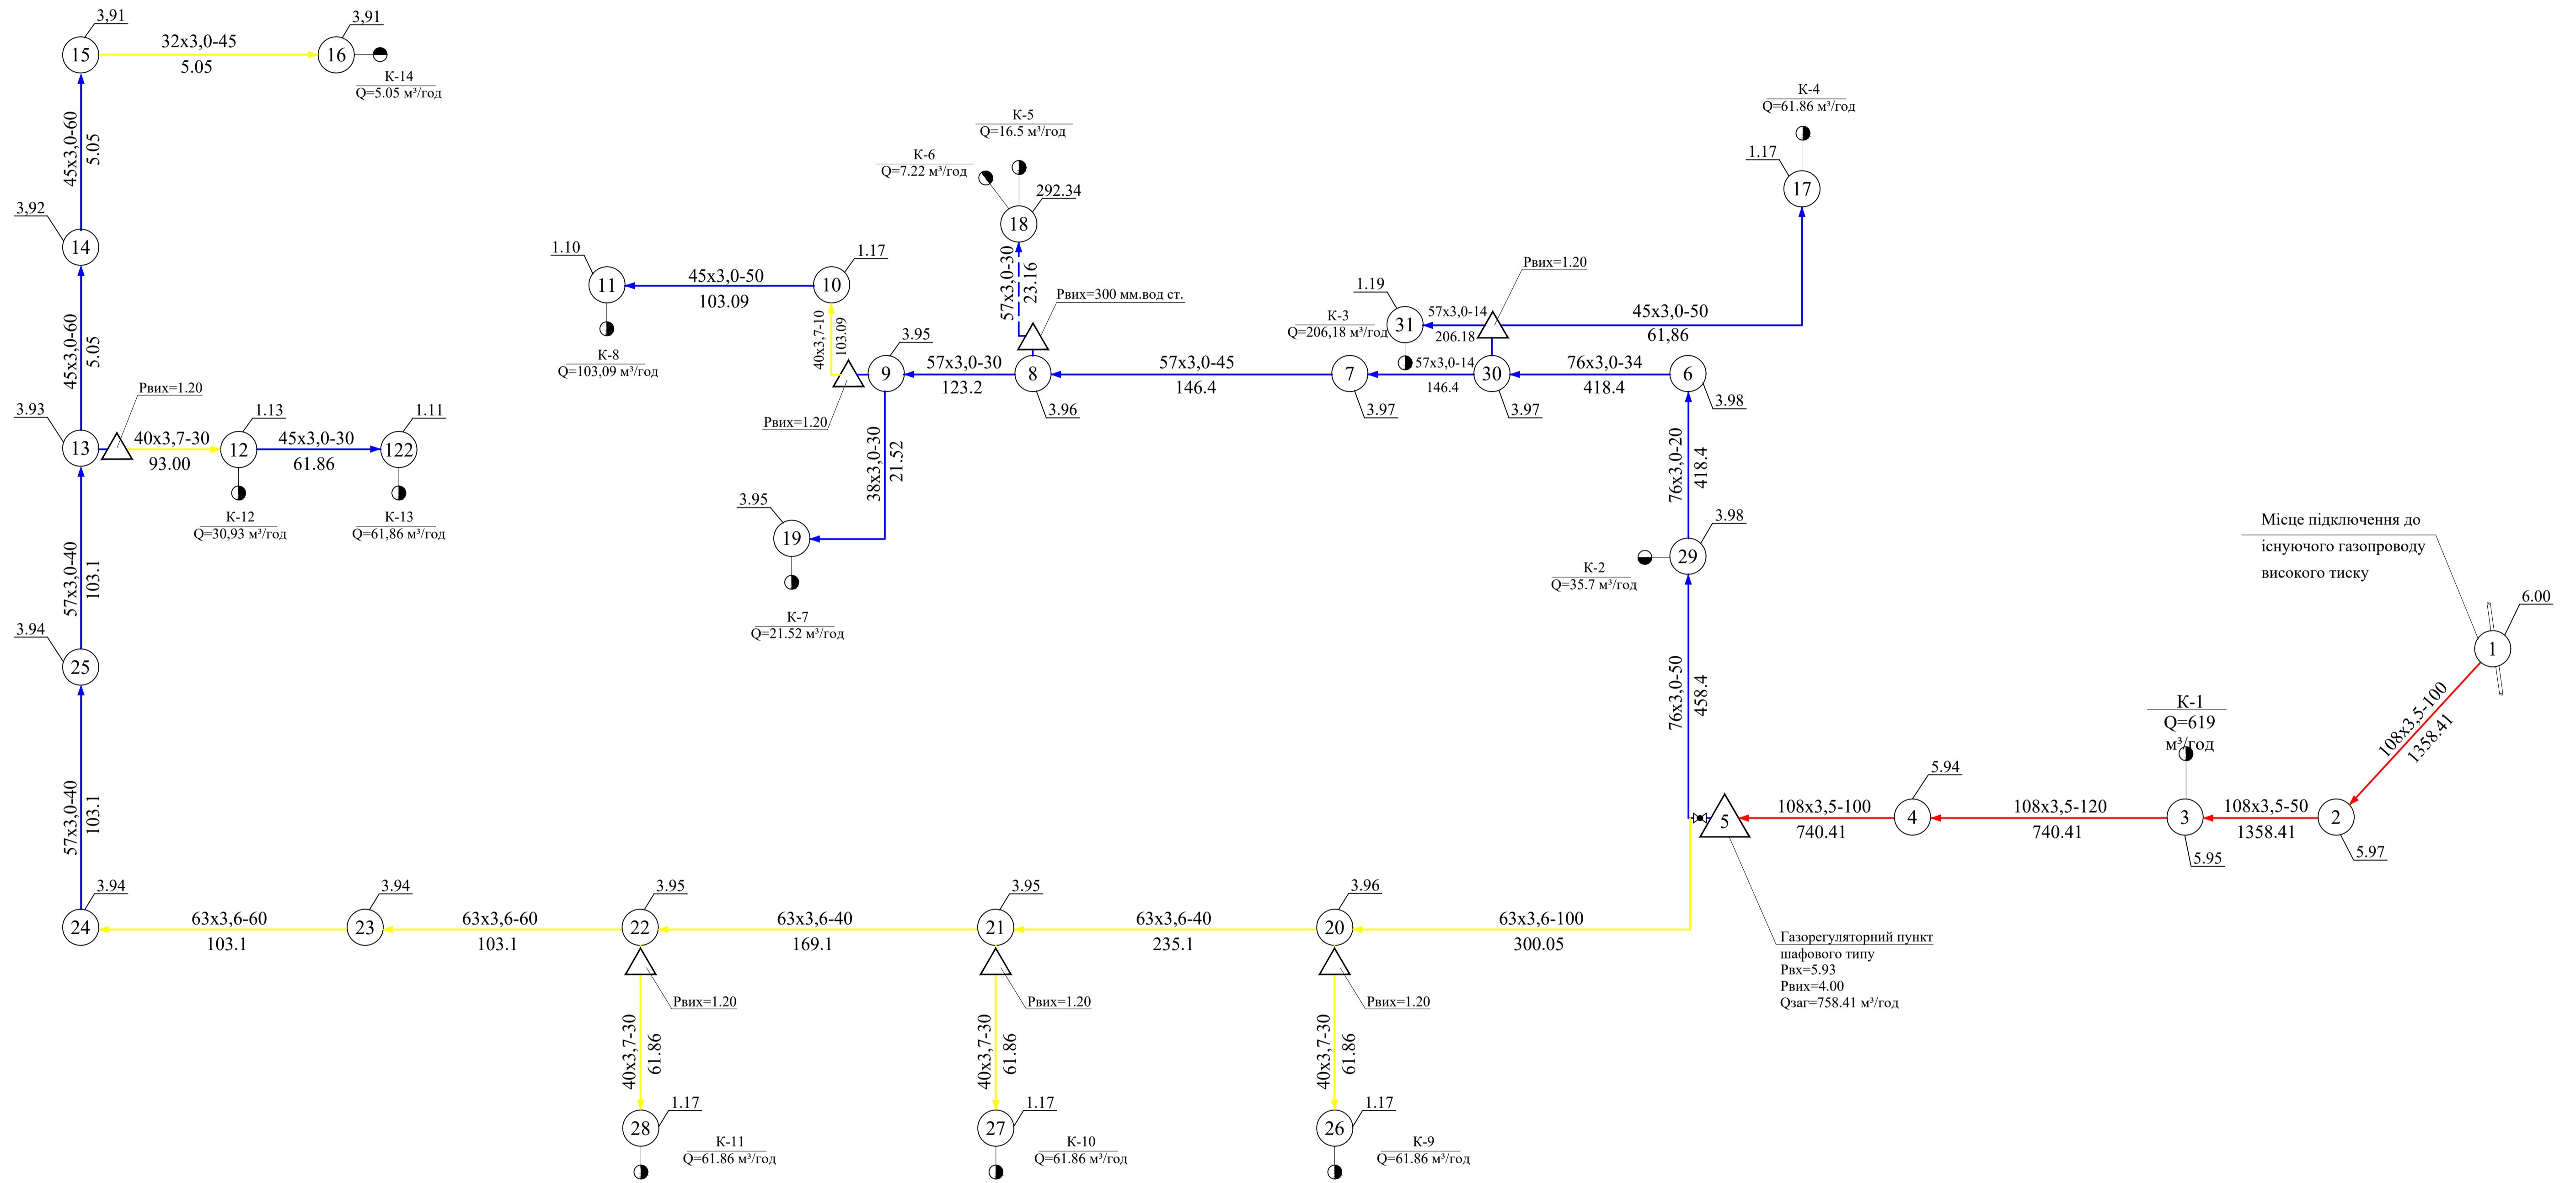 3,91
15
32x3,0-45
5.05
3,91
16
К-14
Q=5.05 м³/год
45x3,0-60
5.05
3,92
14
45x3,0-60
5.05
3.93
13
Рвих=1.20
40x3,7-30
93.00
1.13
12
К-12
Q=30,93 м³/год
45x3,0-30
61.86
1.11
122
К-13
Q=61,86 м³/год
57x3,0-40
103.1
3.94
25
57x3,0-40
103.1
3.94
24
63x3,6-60
103.1
3.94
23
63x3,6-60
103.1
3.95
22
Рвих=1.20
40x3,7-30
61.86
1.17
28
К-11
Q=61.86 м³/год
63x3,6-40
169.1
3.95
21
Рвих=1.20
40x3,7-30
61.86
1.17
27
К-10
Q=61.86 м³/год
63x3,6-40
235.1
3.96
20
Рвих=1.20
40x3,7-30
61.86
1.17
26
К-9
Q=61.86 м³/год
63x3,6-100
300.05
1.10
11
К-8
Q=103,09 м³/год
45x3,0-50
103.09
1.17
10
40x3,7-10
103.09
Рвих=1.20
3.95
9
38x3,0-30
21.52
3.95
19
К-7
Q=21.52 м³/год
57x3,0-30
123.2
8
3.96
Рвих=300 мм.вод ст.
57x3,0-30
23.16
292.34
18
К-6
Q=7.22 м³/год
К-5
Q=16.5 м³/год
57x3,0-45
146.4
7
3.97
57x3,0-14
146.4
30
3.97
Рвих=1.20
57x3,0-14
206.18
1.19
31
К-3
Q=206,18 м³/год
45x3,0-50
61,86
1.17
17
К-4
Q=61.86 м³/год
76x3,0-34
418.4
6
3.98
76x3,0-20
418.4
3.98
29
К-2
Q=35.7 м³/год
76x3,0-50
458.4
5
Газорегуляторний пункт
шафового типу
Рвх=5.93
Рвих=4.00
Qзаг=758.41 м³/год
108x3,5-100
740.41
5.94
4
108x3,5-120
740.41
К-1
Q=619
м³/год
3
5.95
108x3,5-50
1358.41
2
5.97
108x3,5-100
1358.41
1
6.00
Місце підключення до
існуючого газопроводу
високого тиску